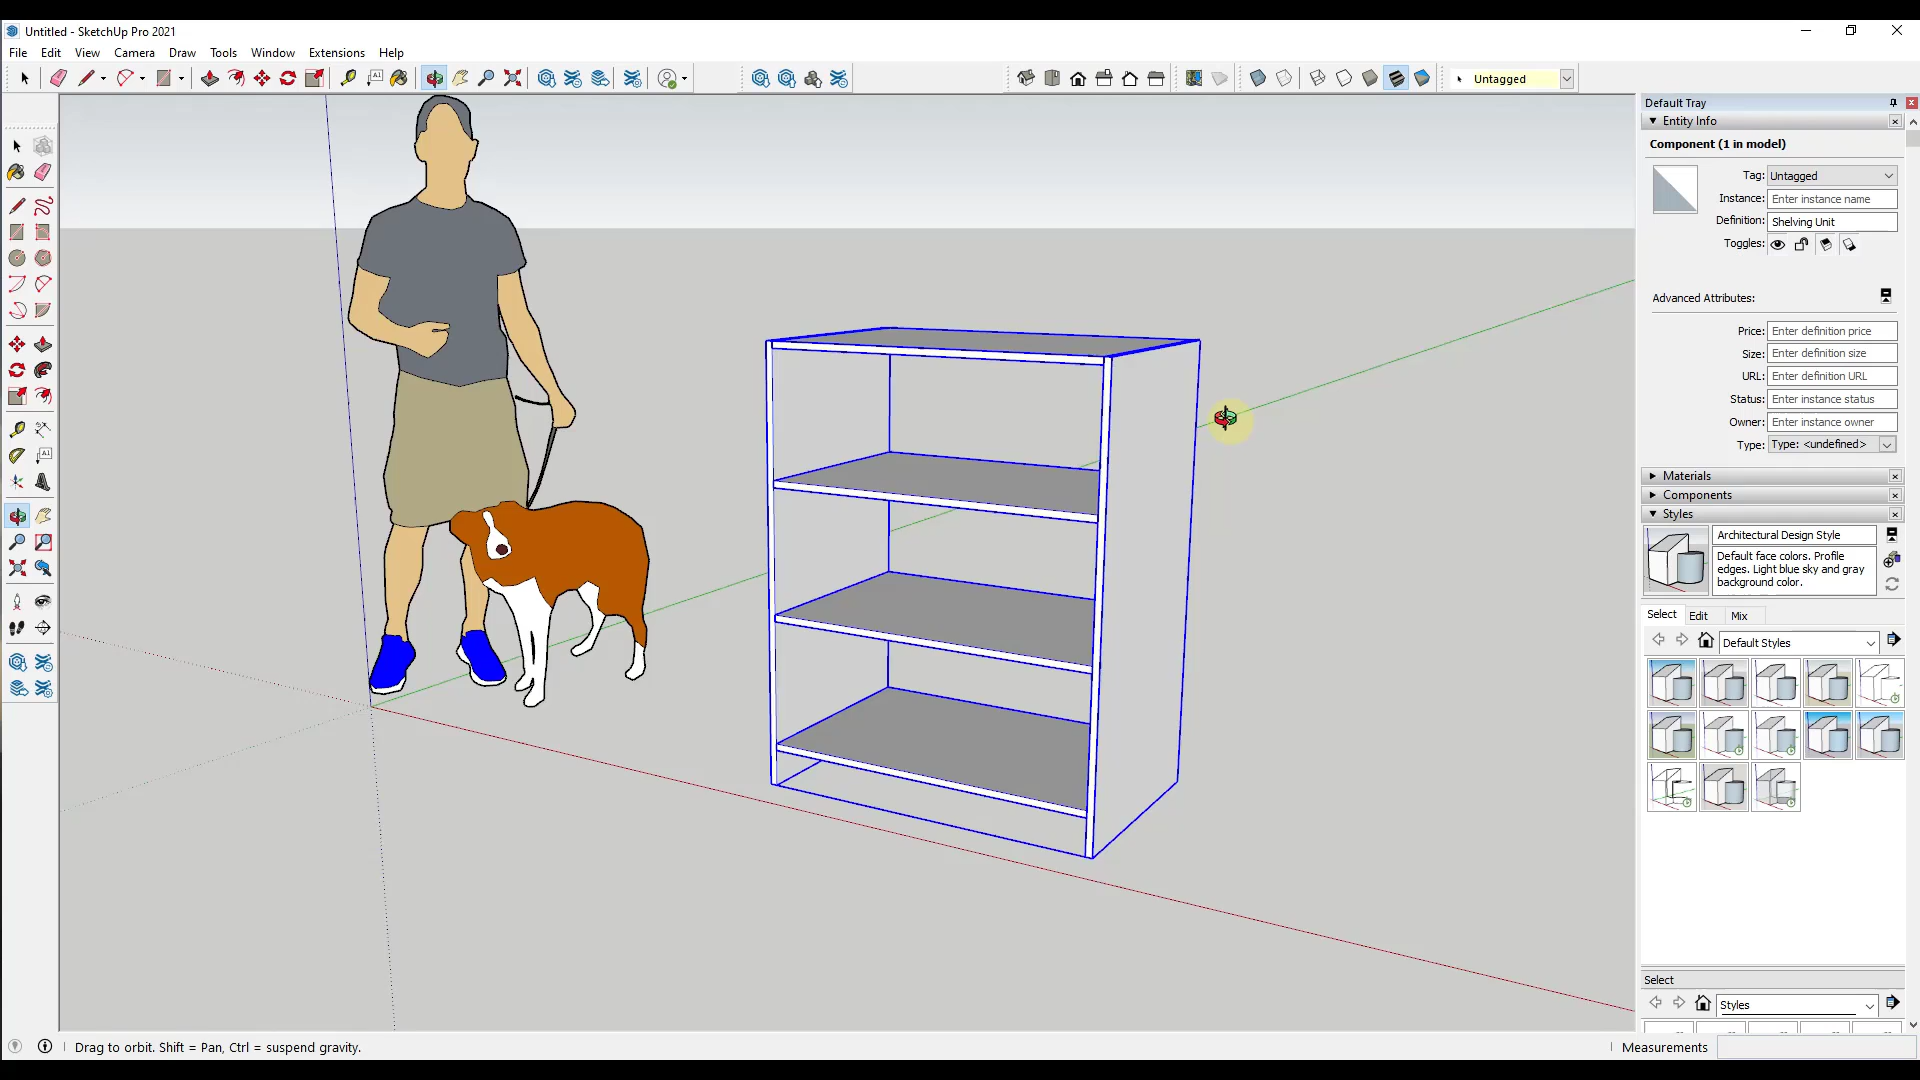 Untitled - SketchUp Pro 2021
File Edit View Camera Draw Tools Window Extensions Help
A1
Untagged
Default Tray
Entity Info
Component (1 in model)
Tag: Untagged
Instance: Enter instance name
Definition: Shelving Unit
Toggles:
Advanced Attributes:
Price: Enter definition price
Size: Enter definition size
URL: Enter definition URL
Status: Enter instance status
Owner: Enter instance owner
Type: Type: <undefined>
Materials
Components
Styles
Architectural Design Style
Default face colors. Profile
edges. Light blue sky and gray
background color.
Select Edit Mix
Default Styles
Select
Styles
A1
Drag to orbit. Shift = Pan, Ctrl = suspend gravity.
Measurements